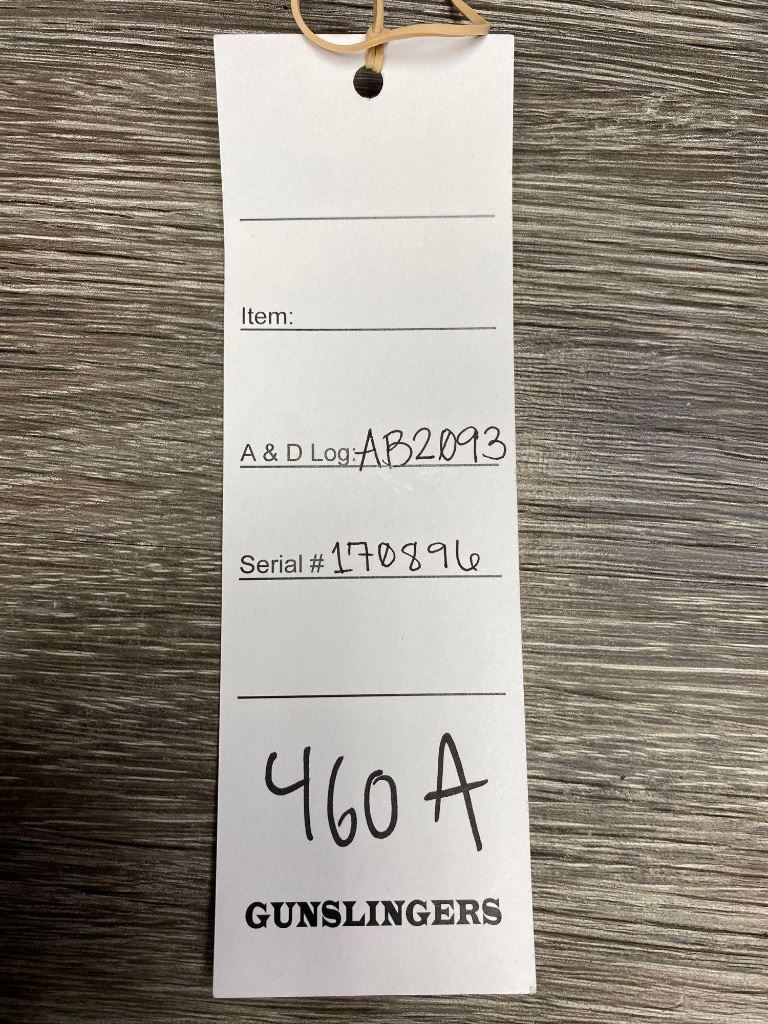 Item:
A & D Log: AB2093
Serial # 170896
460 A
GUNSLINGERS